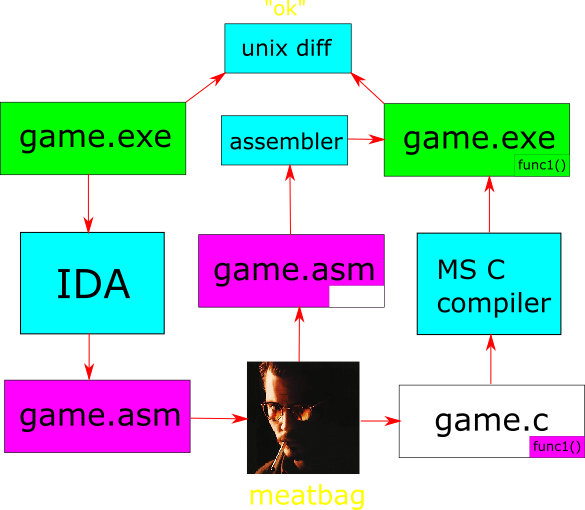 "ok"
unix diff
game.exe
assembler
game.exe
func1()
IDA
game.asm
MS C
compiler
game.asm
game.c
func1()
meatbag